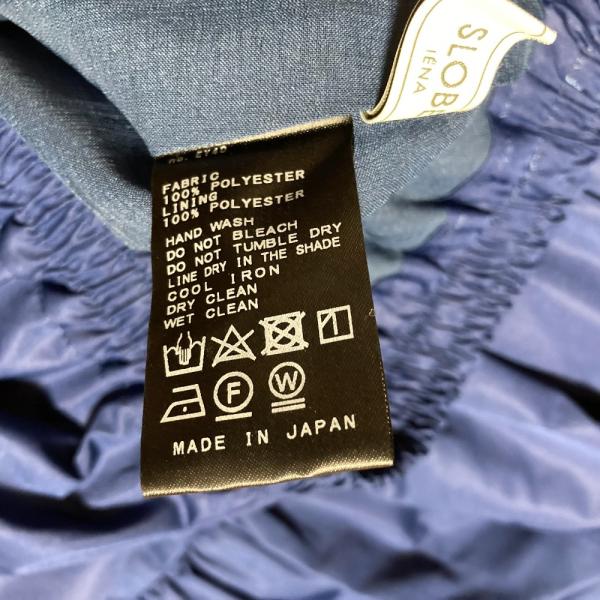 SLOB
IÉNA
FABRIC
100% POLYESTER
LINING
100% POLYESTER
HAND WASH
DO NOT BLEACH
DO NOT TUMBLE DRY
LINE DRY IN THE SHADE
COOL IRON
DRY CLEAN
WET CLEAN
F
W
MADE IN JAPAN